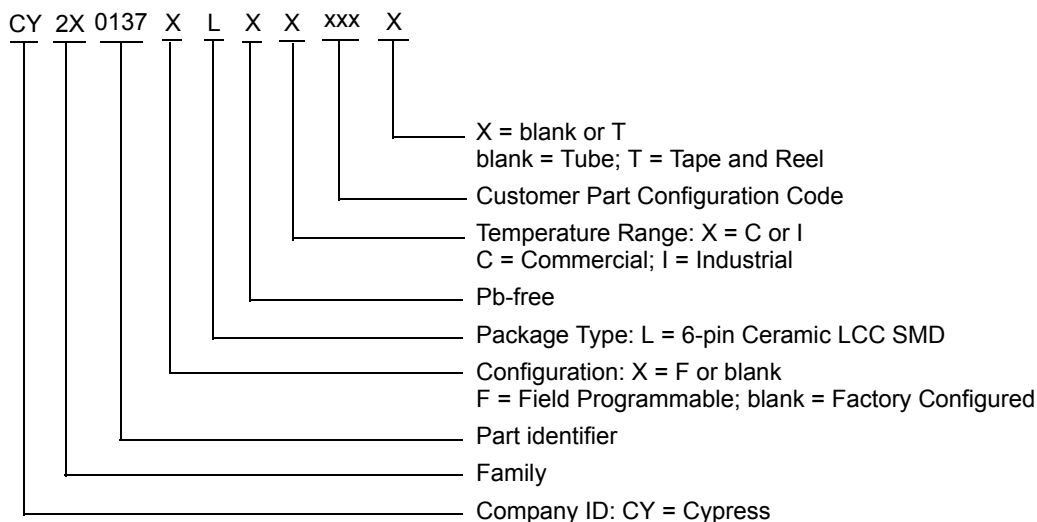 CY 2X 0137 X L X X xxx X
X = blank or T
blank = Tube; T = Tape and Reel
Customer Part Configuration Code
Temperature Range: X = C or I
C = Commercial; I = Industrial
Pb-free
Package Type: L = 6-pin Ceramic LCC SMD
Configuration: X = F or blank
F = Field Programmable; blank = Factory Configured
Part identifier
Family
Company ID: CY = Cypress